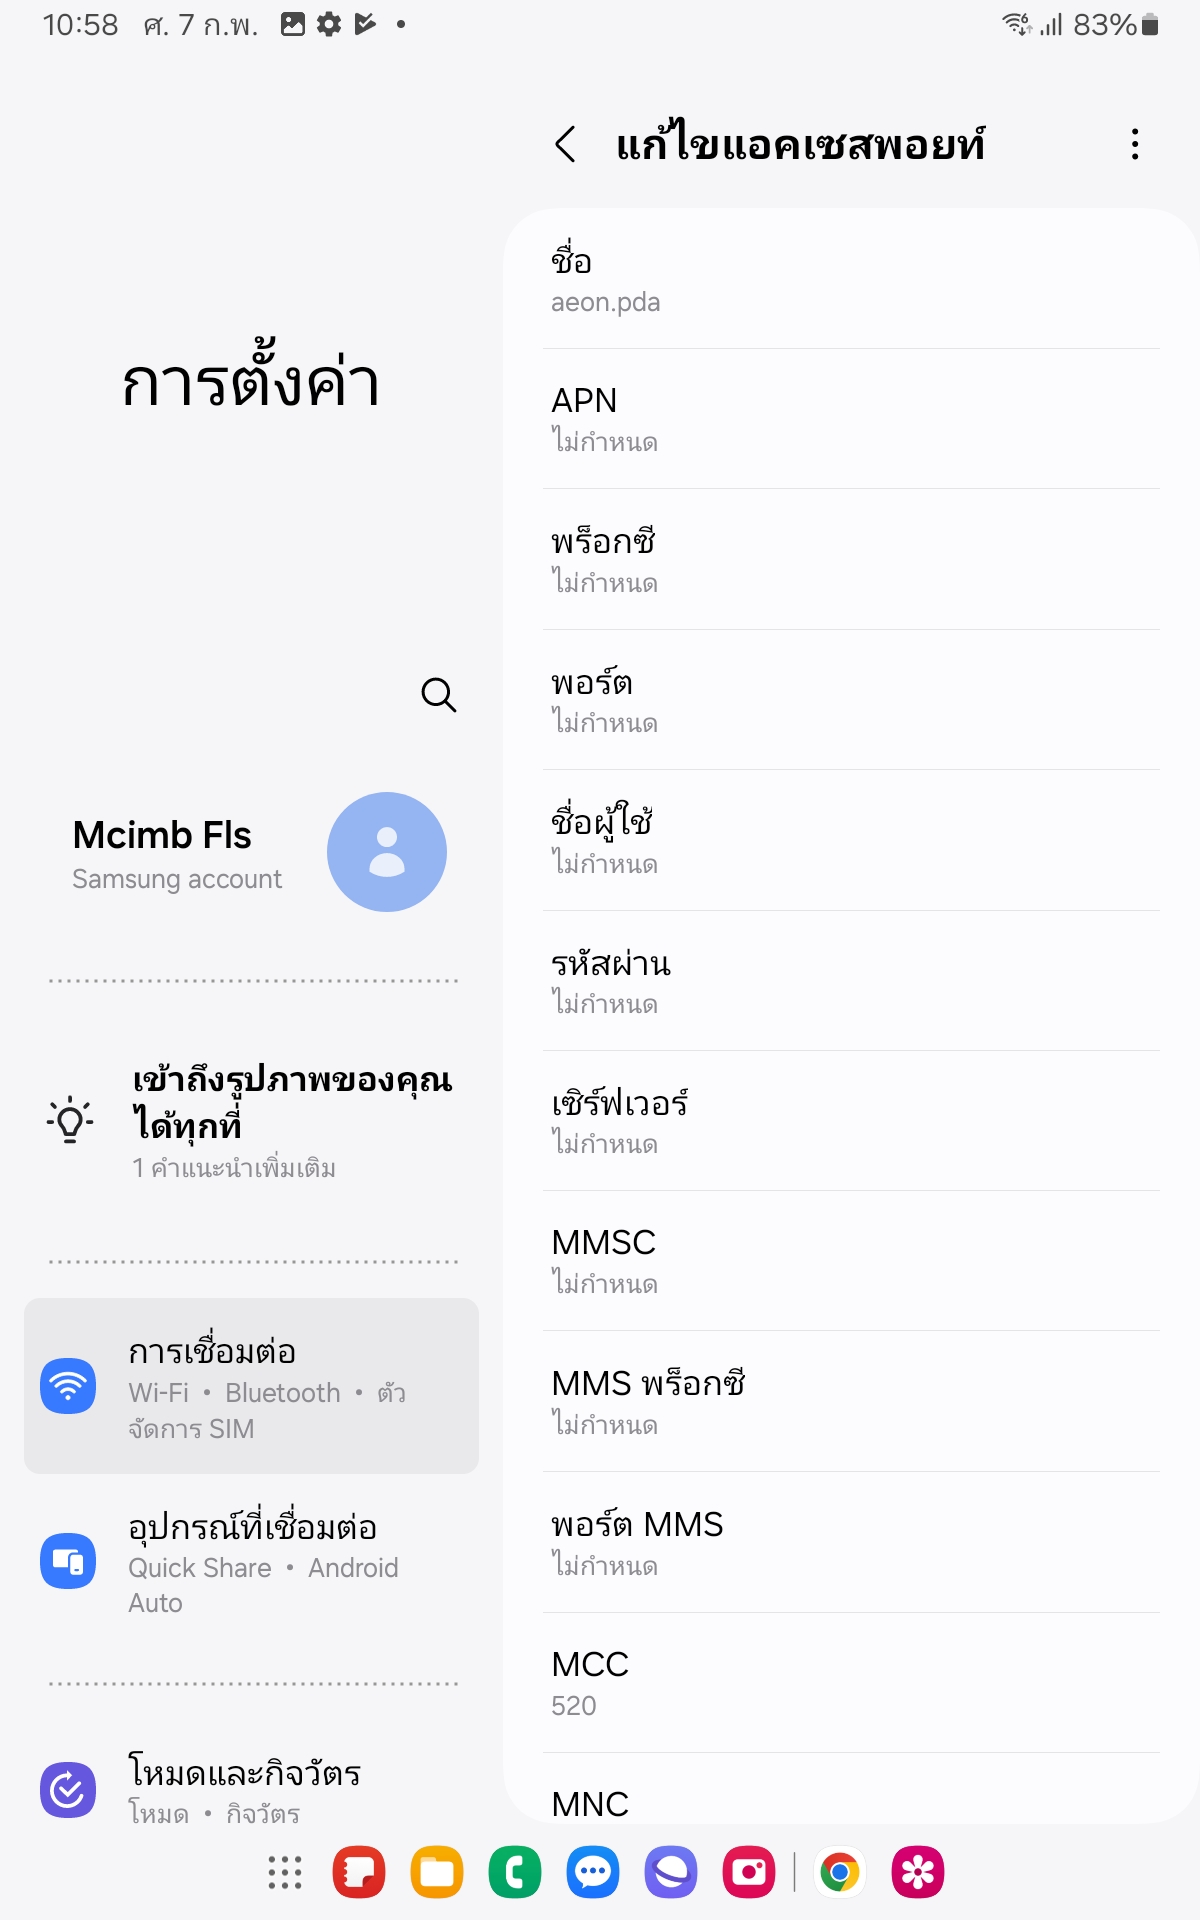 10:58 ศ. 7 ก.พ.
83%
การตั้งค่า
Mcimb Fls
Samsung account
เข้าถึงรูปภาพของคุณ
ได้ทุกที่
1 คำแนะนำเพิ่มเติม
การเชื่อมต่อ
Wi-Fi • Bluetooth • ตัว
จัดการ SIM
อุปกรณ์ที่เชื่อมต่อ
Quick Share • Android
Auto
โหมดและกิจวัตร
โหมด • กิจวัตร
แก้ไขแอคเซสพอยท์
ชื่อ
aeon.pda
APN
ไม่กำหนด
พร็อกซี
ไม่กำหนด
พอร์ต
ไม่กำหนด
ชื่อผู้ใช้
ไม่กำหนด
รหัสผ่าน
ไม่กำหนด
เซิร์ฟเวอร์
ไม่กำหนด
MMSC
ไม่กำหนด
MMS พร็อกซี
ไม่กำหนด
พอร์ต MMS
ไม่กำหนด
MCC
520
MNC